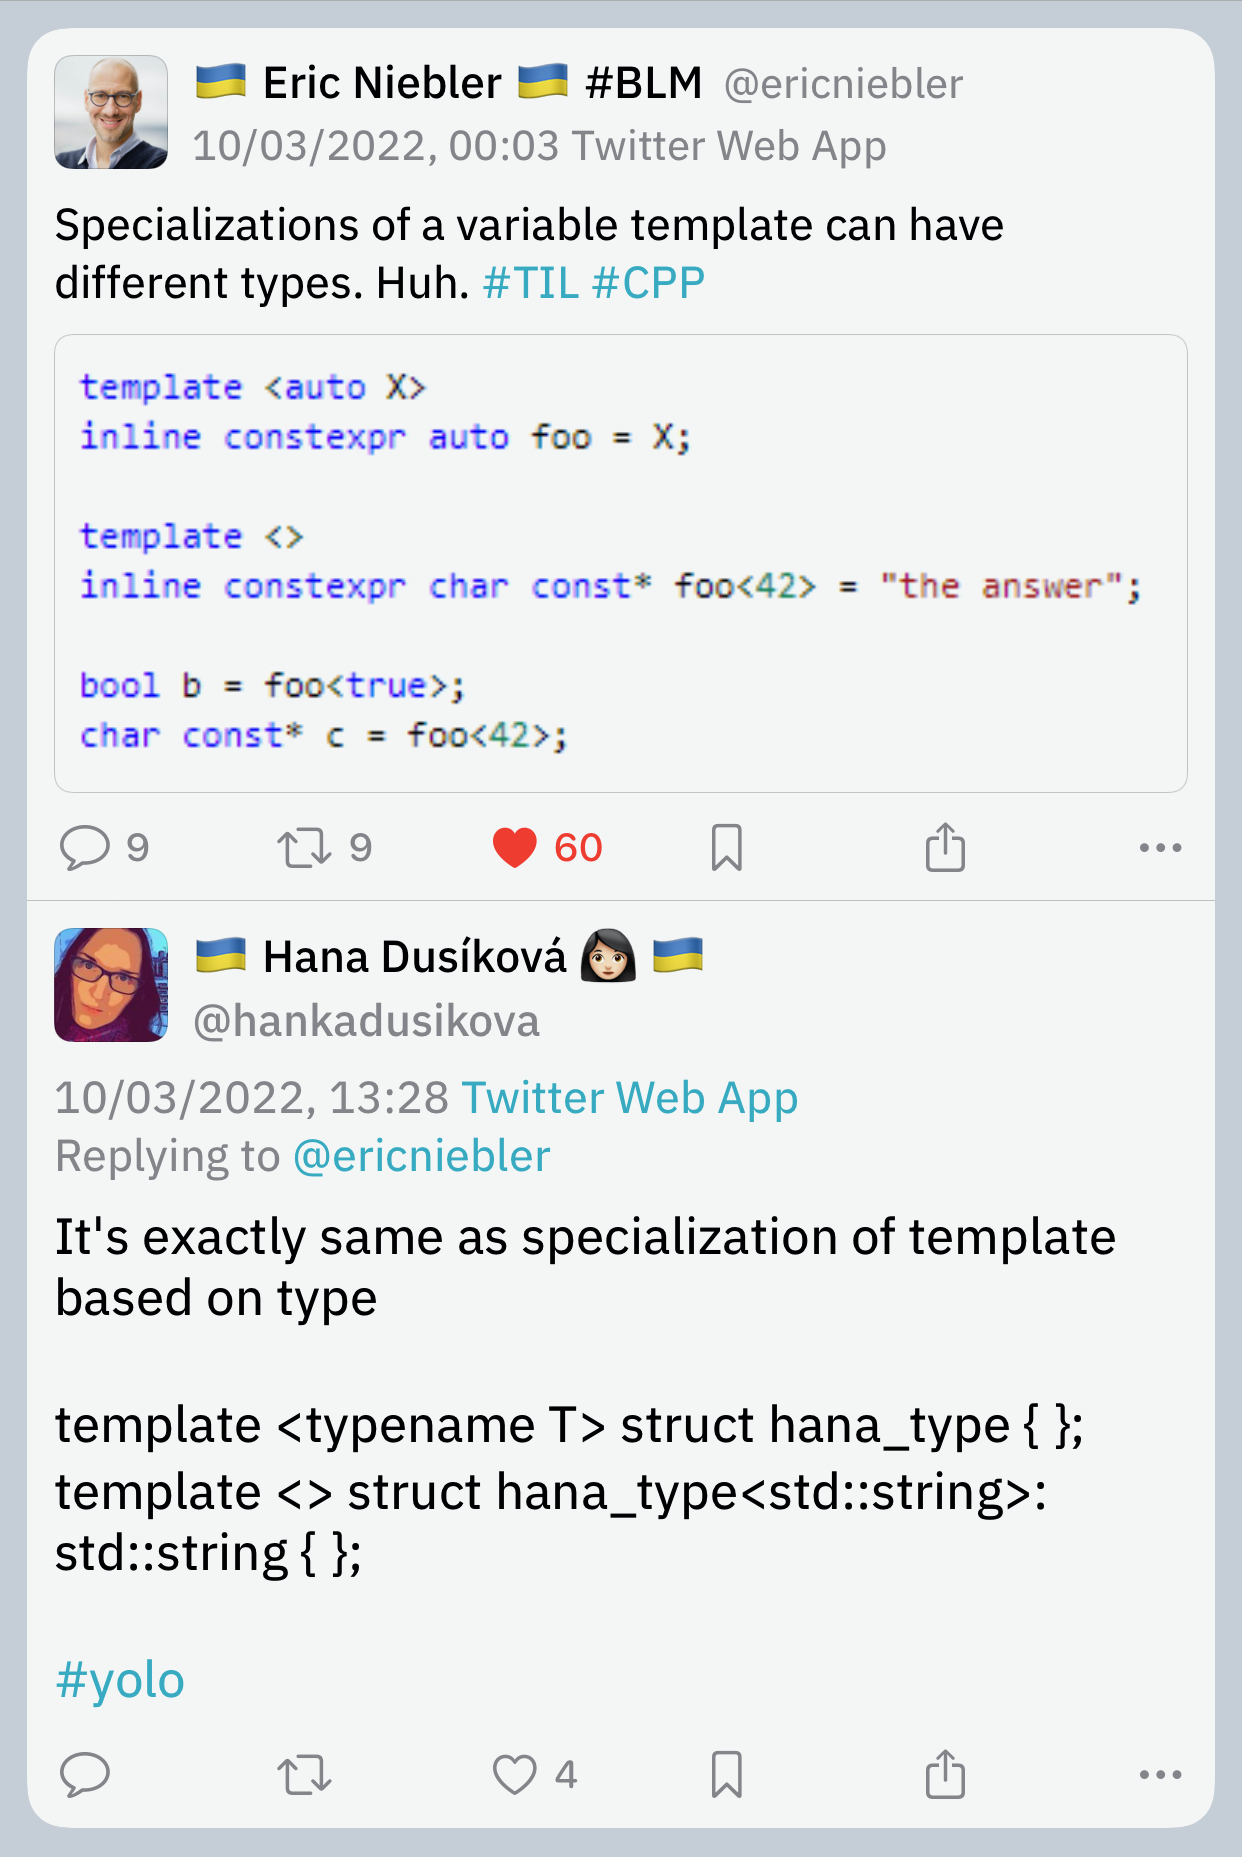 🇺🇦 Eric Niebler 🇺🇦 #BLM @ericniebler
10/03/2022, 00:03 Twitter Web App
Specializations of a variable template can have
different types. Huh. #TIL #CPP
template <auto X>
inline constexpr auto foo = X;
template <>
inline constexpr char const* foo<42> = "the answer";
bool b = foo<true>;
char const* c = foo<42>;
9 9 60
🇺🇦 Hana Dusíková 👩🏻 🇺🇦
@hankadusikova
10/03/2022, 13:28 Twitter Web App
Replying to @ericniebler
It's exactly same as specialization of template
based on type
template <typename T> struct hana_type { };
template <> struct hana_type<std::string>:
std::string { };
#yolo
4